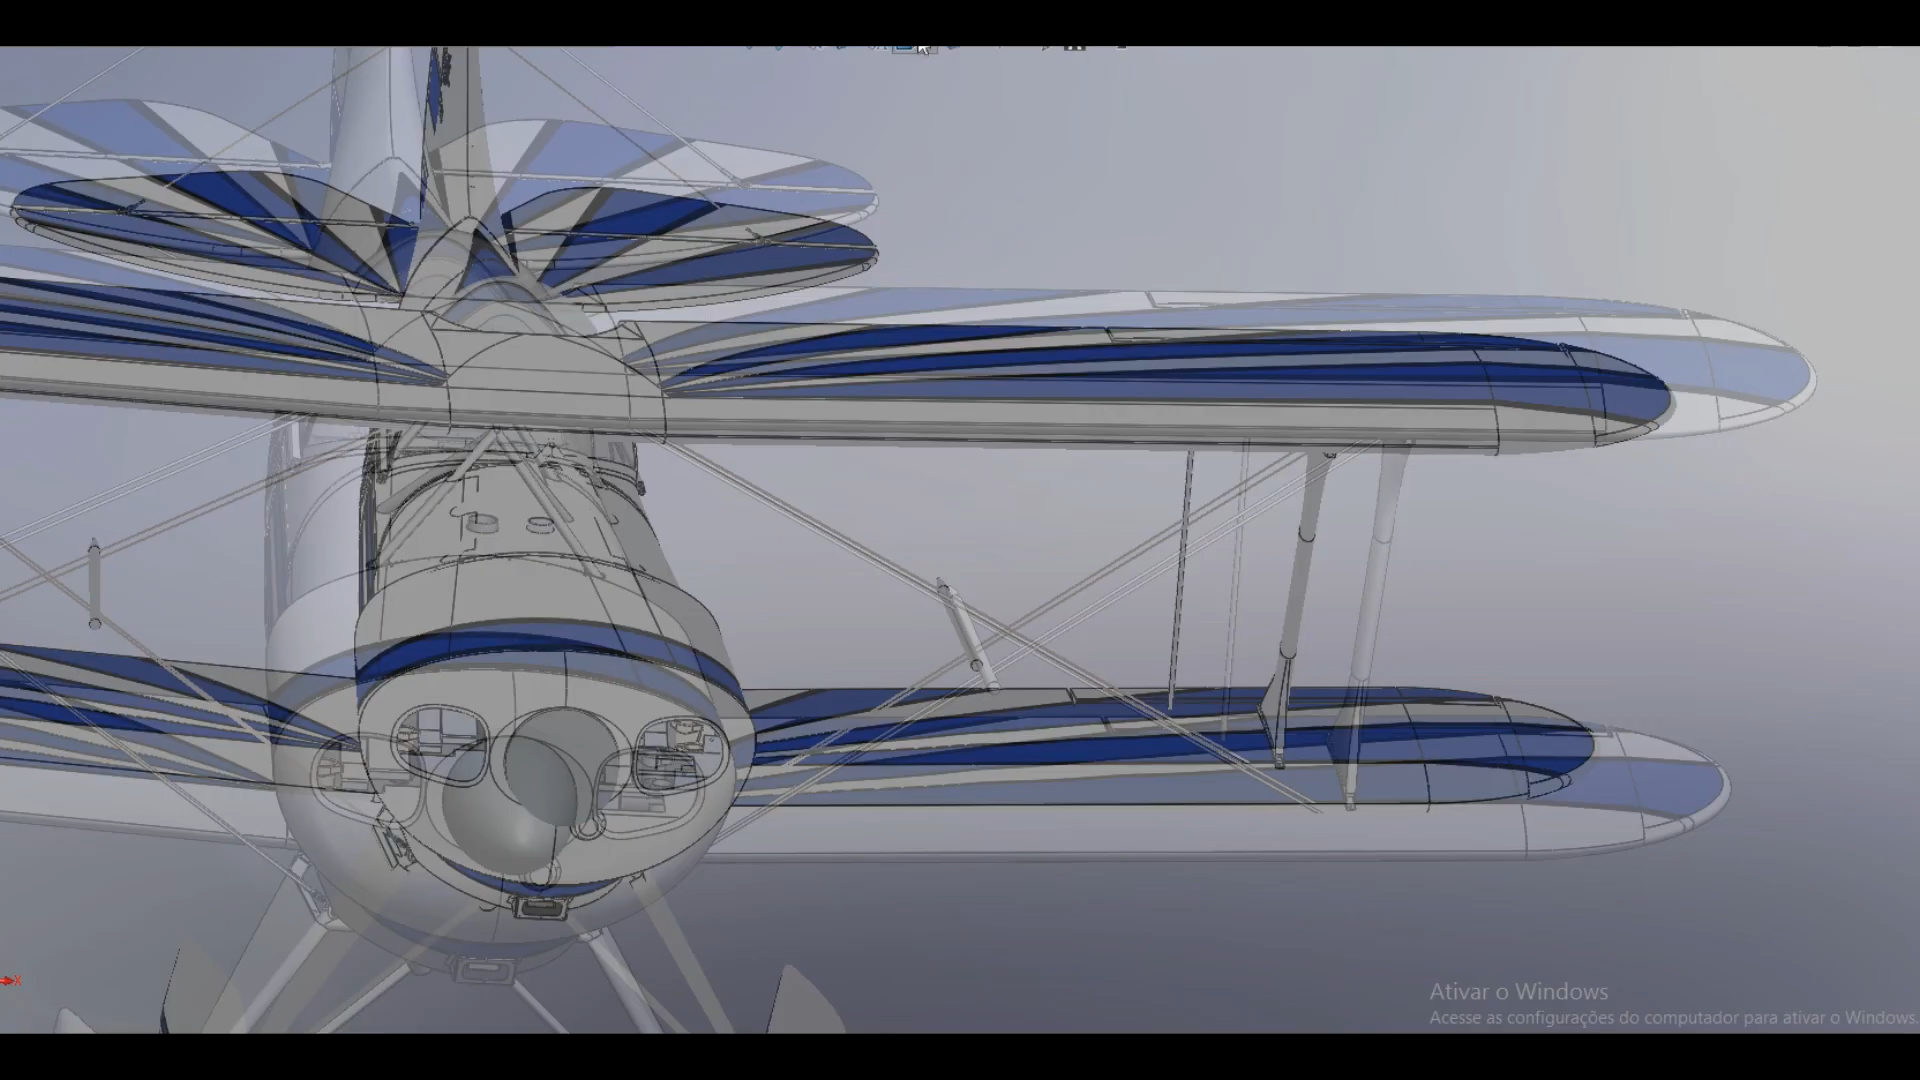 X
Ativar o Windows
Acesse as configurações do computador para ativar o Windows.